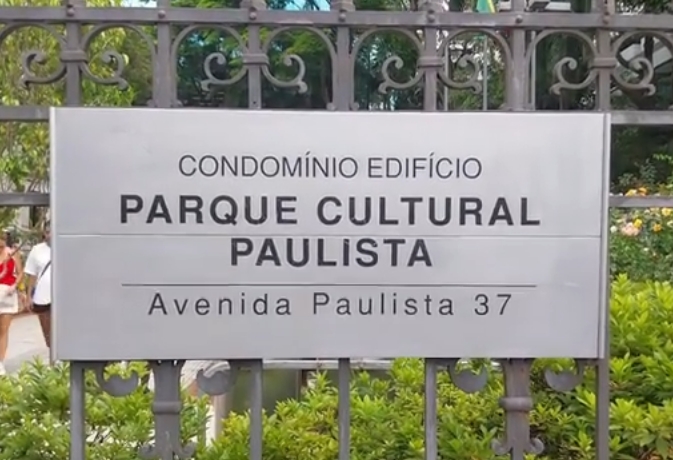 CONDOMÍNIO EDIFÍCIO
PARQUE CULTURAL
PAULISTA
Avenida Paulista 37